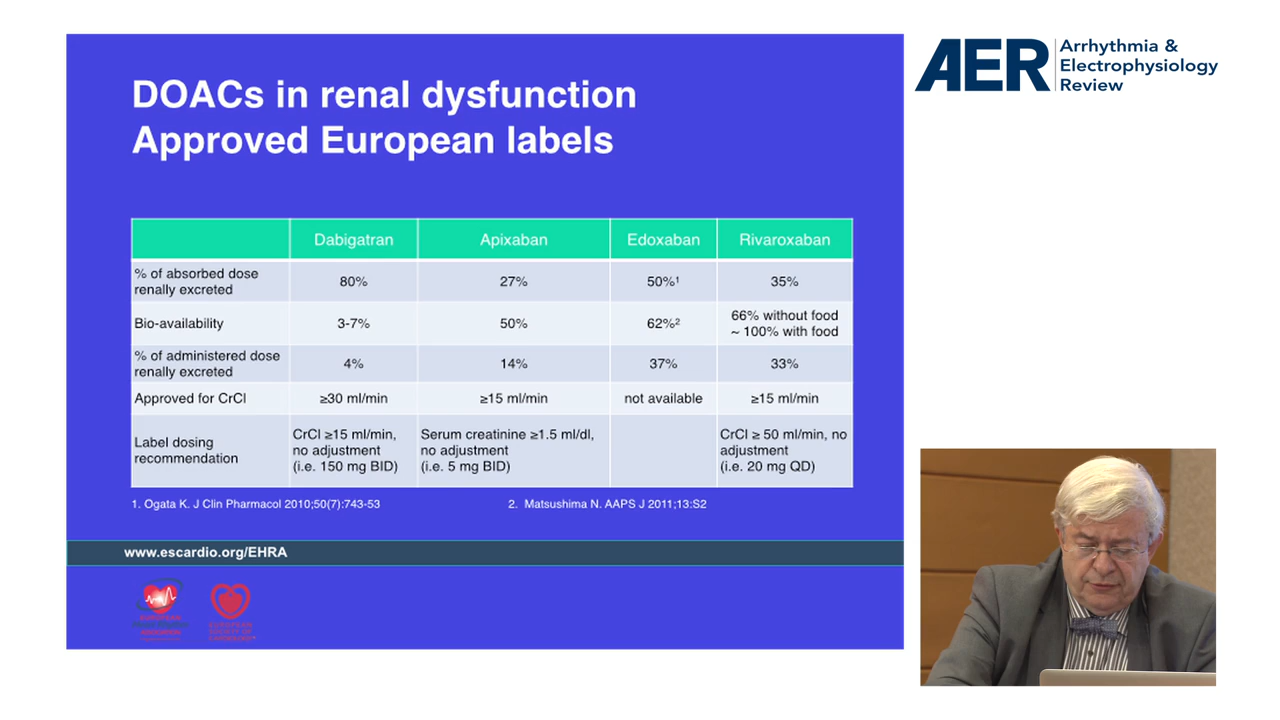 DOACs in renal dysfunction
Approved European labels
Dabigatran
Apixaban
Edoxaban
Rivaroxaban
% of absorbed dose
renally excreted
80%
27%
50%¹
35%
Bio-availability
3-7%
50%
62%²
66% without food
~ 100% with food
% of administered dose
renally excreted
4%
14%
37%
33%
Approved for CrCl
≥30 ml/min
≥15 ml/min
not available
≥15 ml/min
Label dosing
recommendation
CrCl ≥15 ml/min,
no adjustment
(i.e. 150 mg BID)
Serum creatinine ≥1.5 ml/dl,
no adjustment
(i.e. 5 mg BID)
CrCl ≥ 50 ml/min, no
adjustment
(i.e. 20 mg QD)
1. Ogata K. J Clin Pharmacol 2010;50(7):743-53
2. Matsushima N. AAPS J 2011;13:S2
www.escardio.org/EHRA
EUROPEAN
SOCIETY OF
AER
Arrhythmia &
Electrophysiology
Review